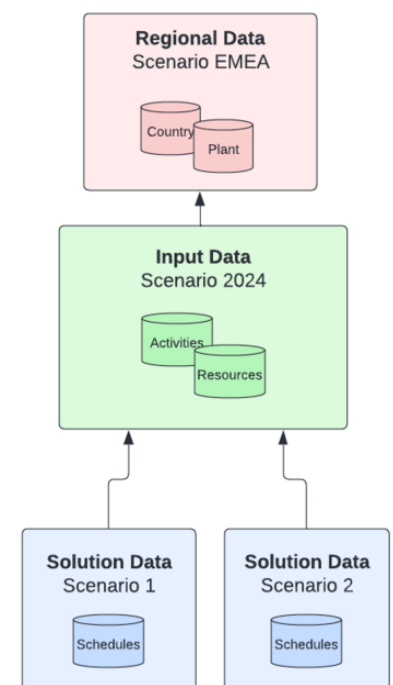 Regional Data
Scenario EMEA
Country
Plant
Input Data
Scenario 2024
Activities
Resources
Solution Data
Scenario 1
Schedules
Solution Data
Scenario 2
Schedules